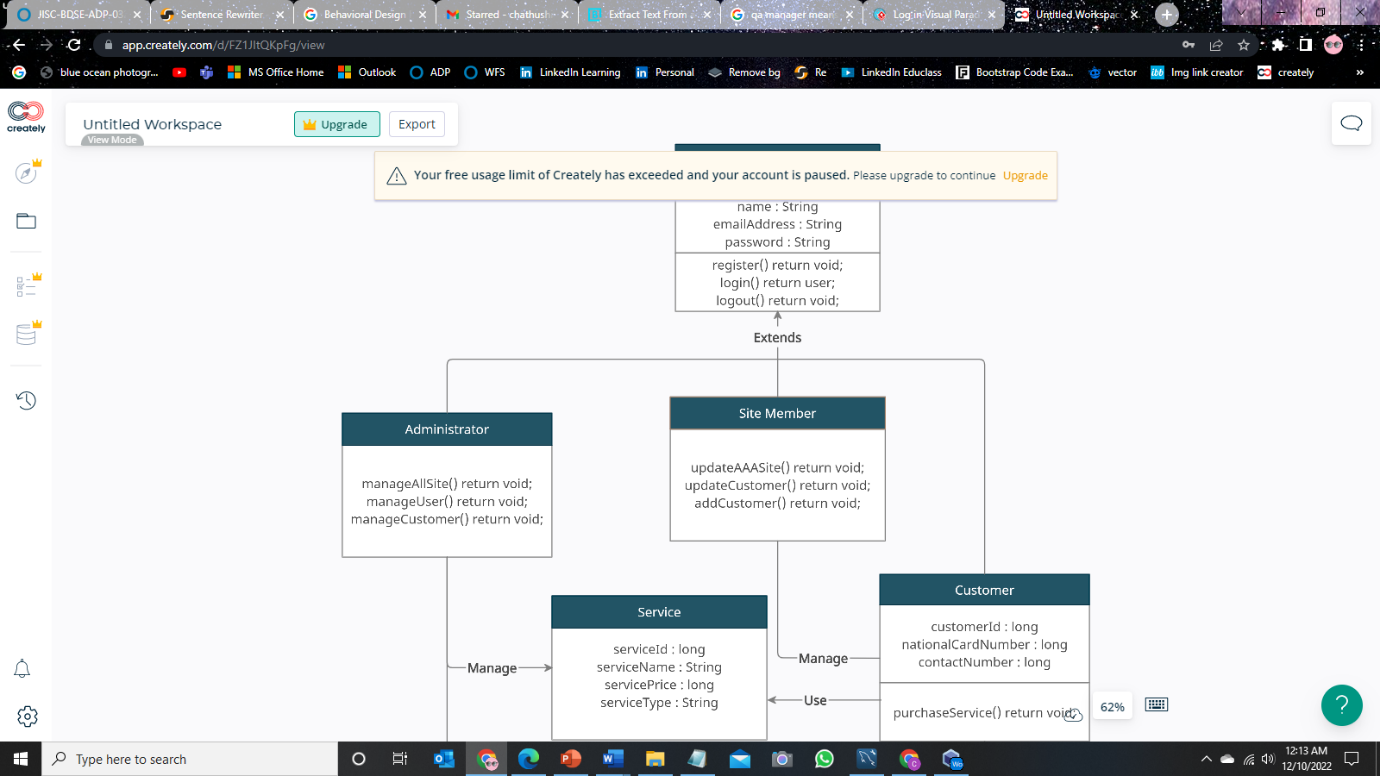 JISC-BDSE-ADP-03
Sentence Rewriter
Behavioral Design
Starred - chathush
Extract Text From
qa manager mean
Log in Visual Para
Untitled Workspac
app.creately.com/d/FZ1JltQKpFg/view
blue ocean photogr...
MS Office Home
Outlook
ADP
WFS
LinkedIn Learning
Personal
Remove bg
Re
LinkedIn Educlass
Bootstrap Code Exa...
vector
Img link creator
creately
creately
Untitled Workspace
Upgrade
Export
View Mode
Your free usage limit of Creately has exceeded and your account is paused. Please upgrade to continue Upgrade
name : String
emailAddress : String
password : String
register() return void;
login() return user;
logout() return void;
Extends
Administrator
manageAllSite() return void;
manageUser() return void;
manageCustomer() return void;
Site Member
updateAAASite() return void;
updateCustomer() return void;
addCustomer() return void;
Service
serviceId : long
serviceName : String
servicePrice : long
serviceType : String
Customer
customerId : long
nationalCardNumber : long
contactNumber : long
purchaseService() return void;
Manage
Manage
Use
62%
?
Type here to search
12:13 AM
12/10/2022